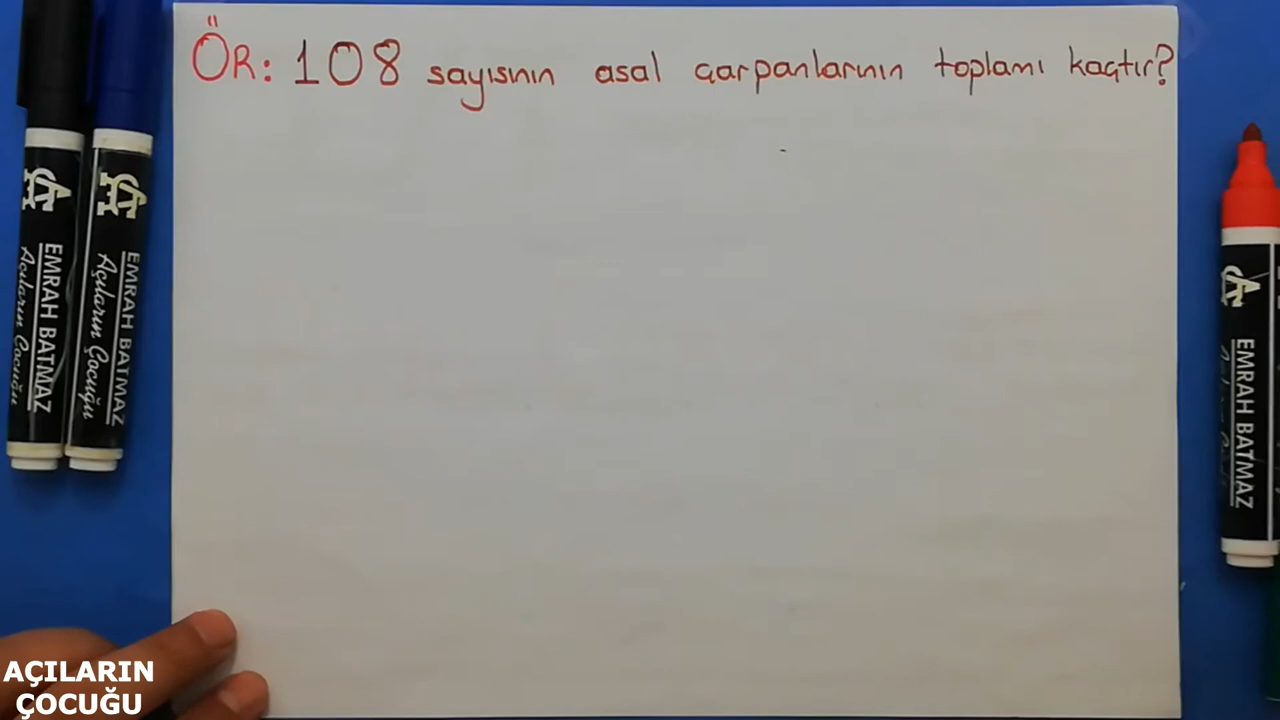 ÖR: 108 sayısnın asal çarpanlarının toplamı kaçtır?
EMRAH BATMAZ
Açıların Çocuğu
EMRAH BATMAZ
Açıların Çocuğu
EMRAH BATMAZ
AÇILARIN
ÇOCUĞU